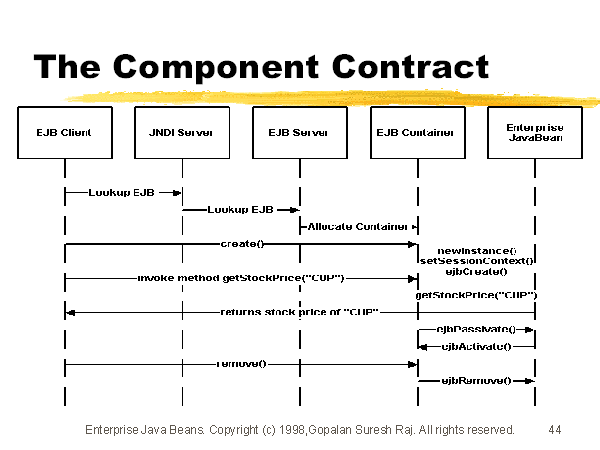 The Component Contract
EJB Client
JNDI Server
EJB Server
EJB Container
Enterprise
JavaBean
Lookup EJB
Lookup EJB
Allocate Container
create()
newInstance()
setSessionContext()
ejbCreate()
invoke method getStockPrice("CUP")
getStockPrice("CUP")
returns stock price of "CUP"
ejbPassivate()
ejbActivate()
remove()
ejbRemove()
Enterprise Java Beans. Copyright (c) 1998,Gopalan Suresh Raj. All rights reserved.
44